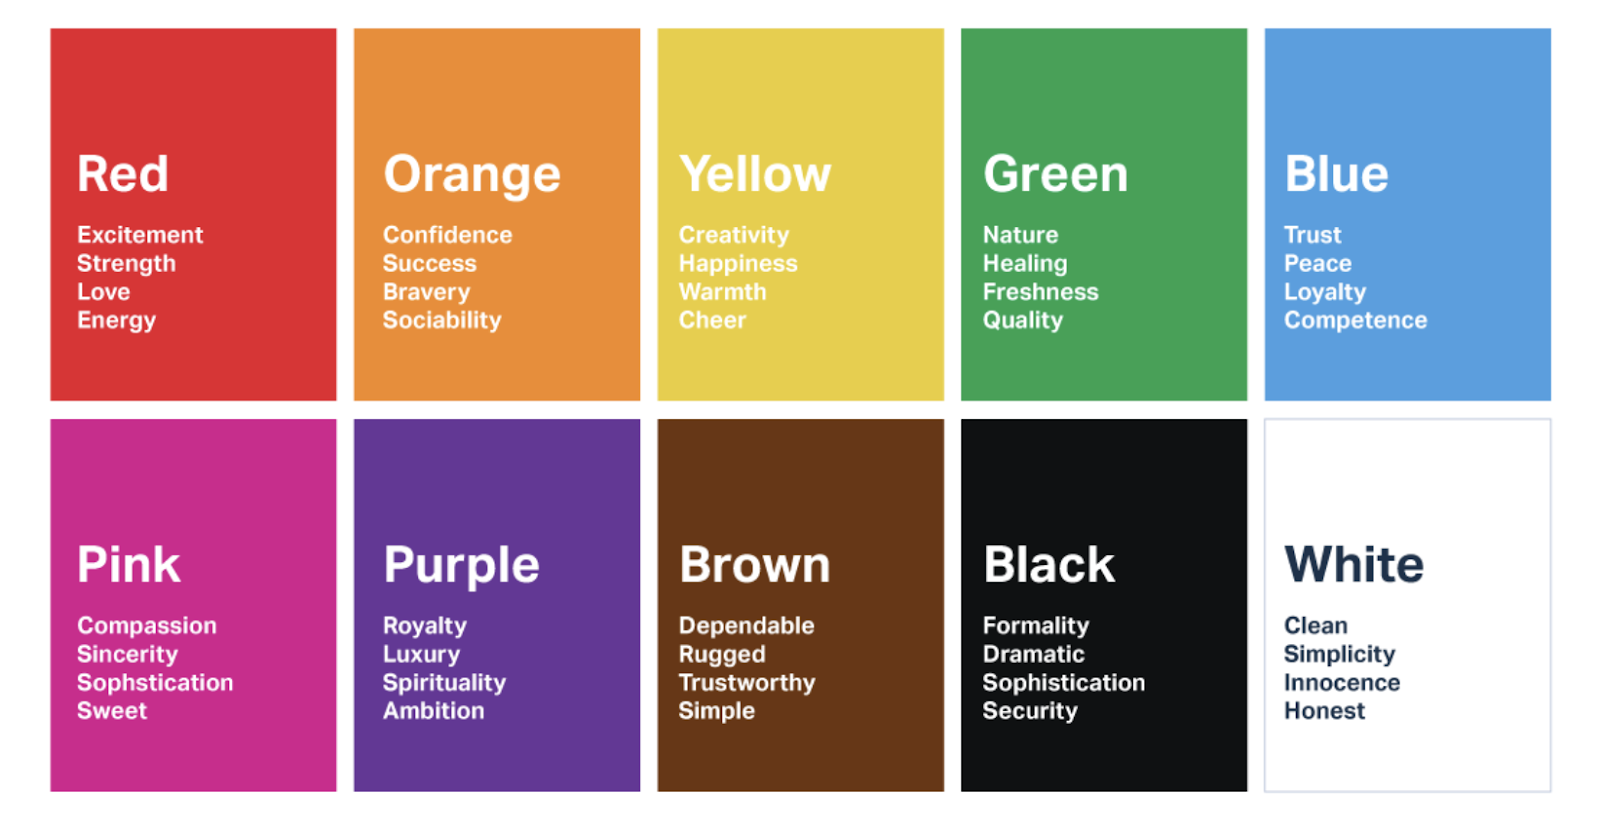 Red
Excitement
Strength
Love
Energy
Orange
Confidence
Success
Bravery
Sociability
Yellow
Creativity
Happiness
Warmth
Cheer
Green
Nature
Healing
Freshness
Quality
Blue
Trust
Peace
Loyalty
Competence
Pink
Compassion
Sincerity
Sophstication
Sweet
Purple
Royalty
Luxury
Spirituality
Ambition
Brown
Dependable
Rugged
Trustworthy
Simple
Black
Formality
Dramatic
Sophistication
Security
White
Clean
Simplicity
Innocence
Honest